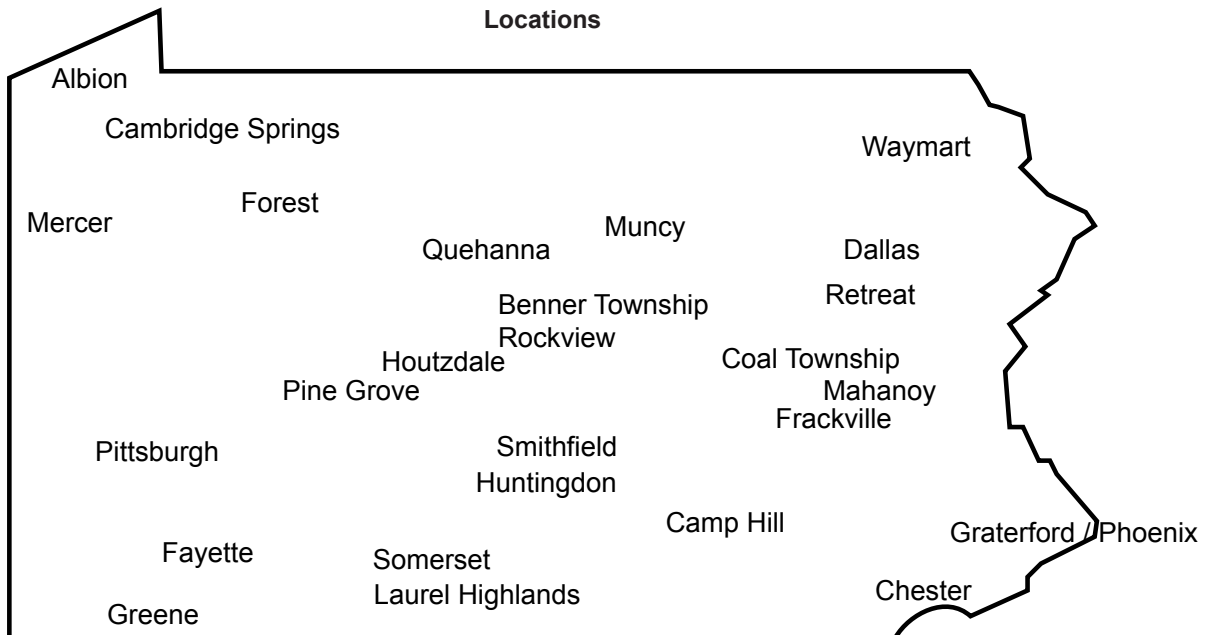 Locations
Albion
Cambridge Springs
Waymart
Forest
Mercer
Muncy
Quehanna
Dallas
Retreat
Benner Township
Rockview
Houtzdale
Coal Township
Pine Grove
Mahanoy
Frackville
Pittsburgh
Smithfield
Huntingdon
Camp Hill
Graterford / Phoenix
Fayette
Somerset
Chester
Laurel Highlands
Greene